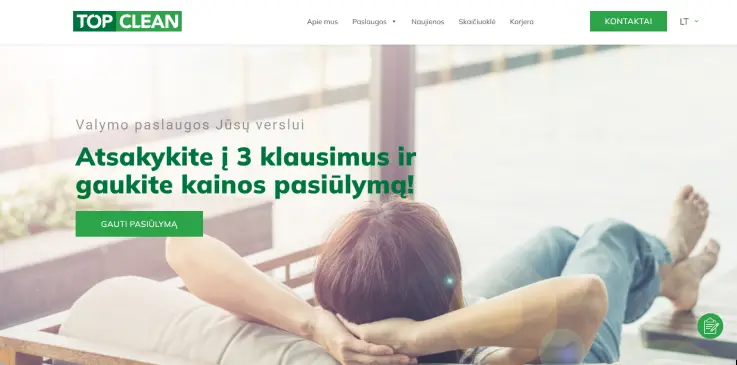 TOP CLEAN
Apie mus
Paslaugos
Naujienos
Skaičiuoklė
Karjera
KONTAKTAI
LT
Valymo paslaugos Jūsų verslui
Atsakykite į 3 klausimus ir
gaukite kainos pasiūlymą!
GAUTI PASIŪLYMĄ